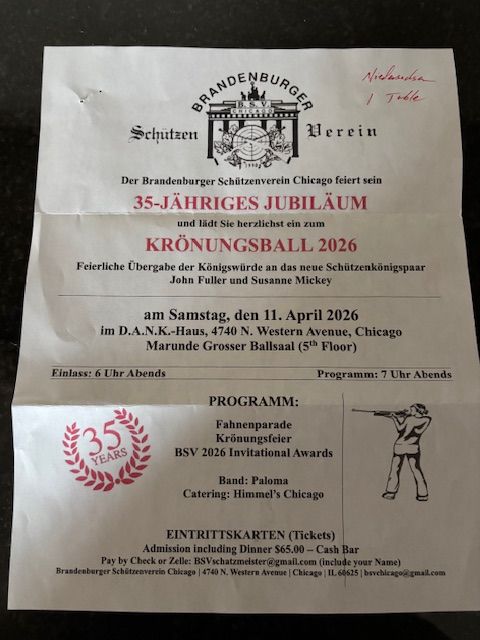 BRANDENBURGER
B.S.V.
CHICAGO
Schützen Verein
1 Table
Der Brandenburger Schützenverein Chicago feiert sein
35-JÄHRIGES JUBILÄUM
und lädt Sie herzlichst ein zum
KRÖNUNGSBALL 2026
Feierliche Übergabe der Königswürde an das neue Schützenkönigspaar
John Fuller und Susanne Mickey
am Samstag, den 11. April 2026
im D.A.N.K.-Haus, 4740 N. Western Avenue, Chicago
Marunde Grosser Ballsaal (5th Floor)
Einlass: 6 Uhr Abends Programm: 7 Uhr Abends
PROGRAMM:
Fahnenparade
Krönungsfeier
BSV 2026 Invitational Awards
35
YEARS
Band: Paloma
Catering: Himmel's Chicago
EINTRITTSKARTEN (Tickets)
Admission including Dinner $65.00 – Cash Bar
Pay by Check or Zelle: BSVschatzmeister@gmail.com (include your Name)
Brandenburger Schützenverein Chicago | 4740 N. Western Avenue | Chicago | IL 60625 | bsvchicago@gmail.com